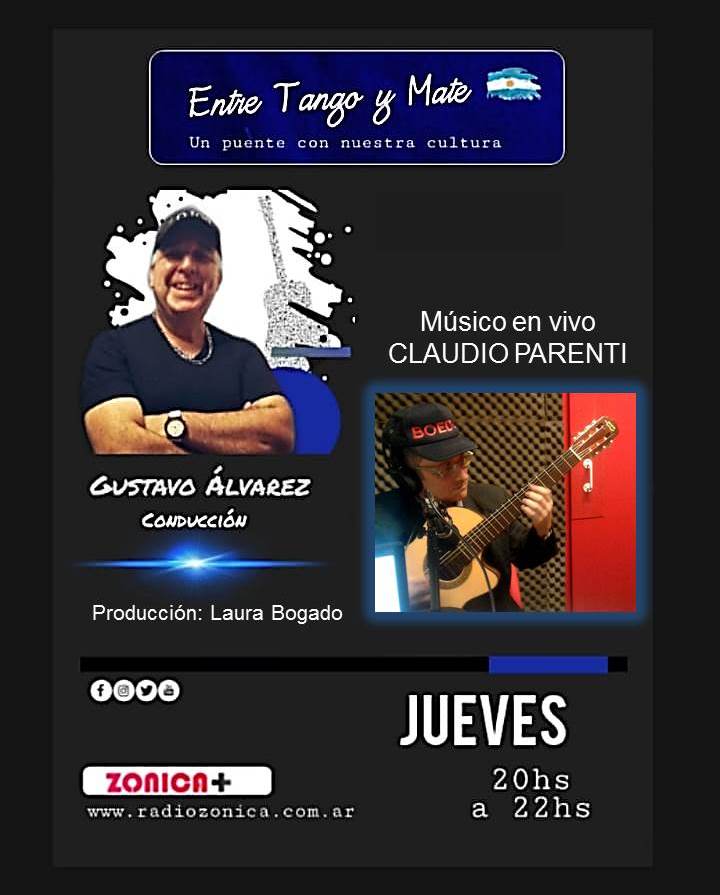 Entre Tango y Mate
Un puente con nuestra cultura
Músico en vivo
CLAUDIO PARENTI
BOEDO
Gustavo Álvarez
Conducción
Producción: Laura Bogado
JUEVES
20hs
a 22hs
ZONICA+
www.radiozonica.com.ar